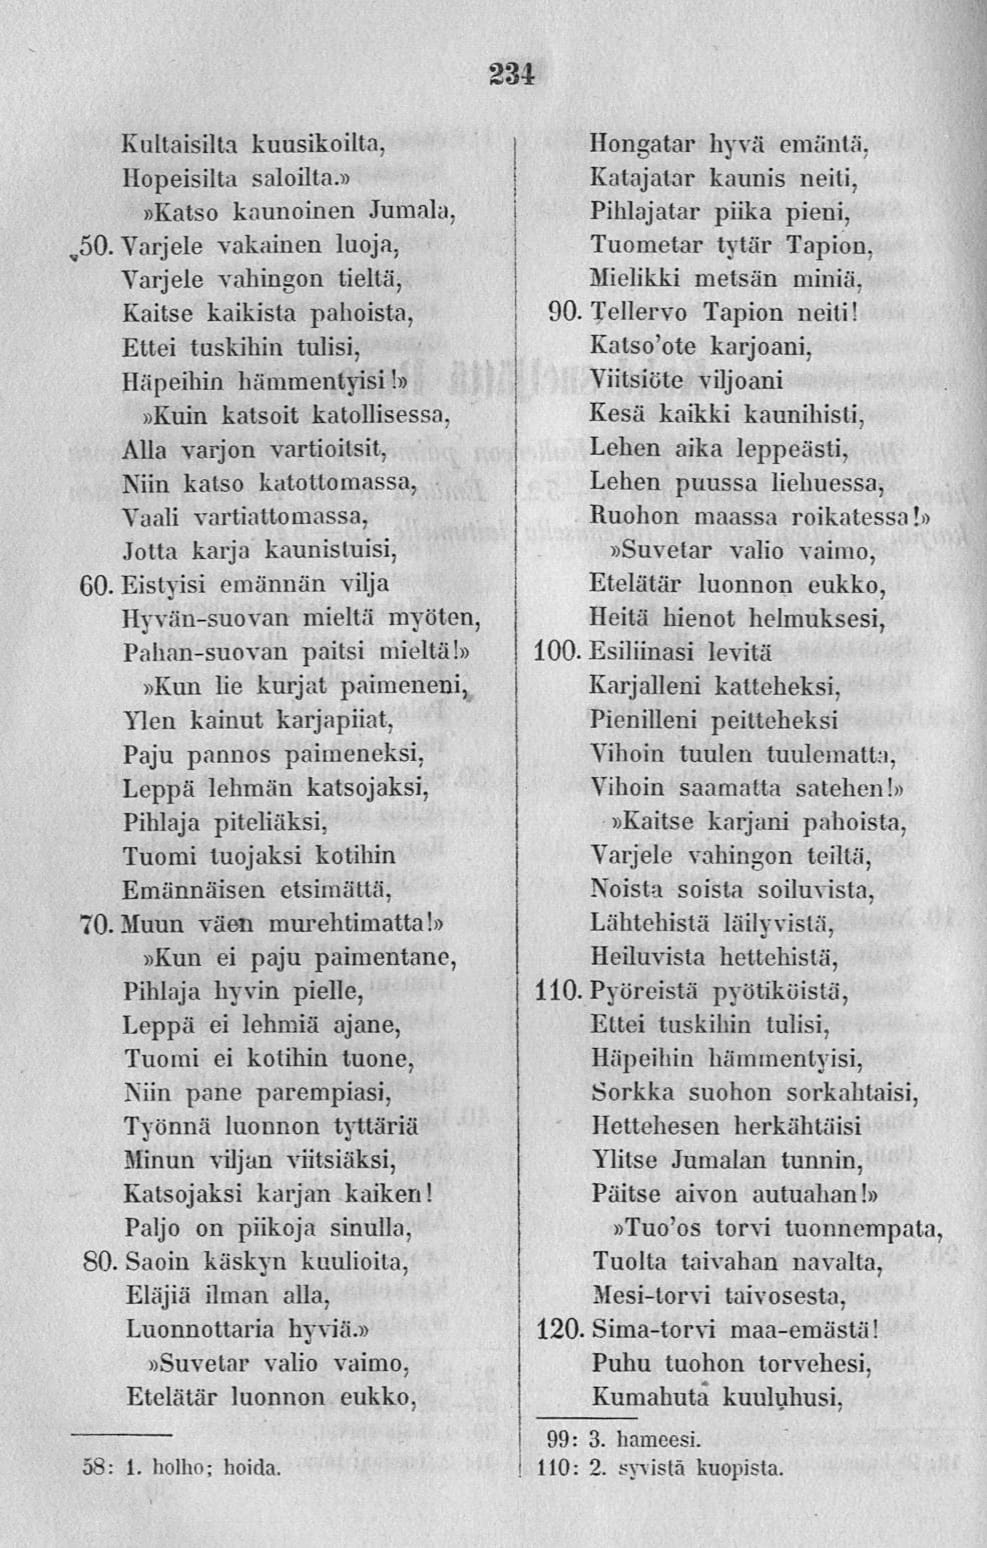 234
Kultaisilta kuusikoilta,
Hopeisilta saloilta.»
»Katso kaunoinen Jumala,
50. Varjele vakainen luoja,
Varjele vahingon tieltä,
Kaitse kaikista pahoista,
Ettei tuskihin tulisi,
Häpeihin hämmentyisi!»
»Kuin katsoit katollisessa,
Alla varjon vartioitsit,
Niin katso katottomassa,
Vaali vartiattomassa,
Jotta karja kaunistuisi,
60. Eistyisi emännän vilja
Hyvän-suovan mieltä myöten,
Pahan-suovan paitsi mieltä!»
»Kun lie kurjat paimeneni,
Ylen kainut karjapiiat,
Paju pannos paimeneksi,
Leppä lehmän katsojaksi,
Pihlaja piteliäksi,
Tuomi tuojaksi kotihin
Emännäisen etsimättä,
70. Muun väen murehtimatta!»
»Kun ei paju paimentane,
Pihlaja hyvin pielle,
Leppä ei lehmiä ajane,
Tuomi ei kotihin tuone,
Niin pane parempiasi,
Työnnä luonnon tyttäriä
Minun viljan viitsiäksi,
Katsojaksi karjan kaiken!
Paljo on piikoja sinulla,
80. Saoin käskyn kuulioita,
Eläjiä ilman alla,
Luonnottaria hyviä.»
»Suvetar valio vaimo,
Etelätär luonnon eukko,
58: 1. holho; hoida.
Hongatar hyvä emäntä,
Katajatar kaunis neiti,
Pihlajatar piika pieni,
Tuometar tytär Tapion,
Mielikki metsän miniä,
90. Tellervo Tapion neiti!
Katso'ote karjoani,
Viitsiöte viljoani
Kesä kaikki kaunihisti,
Lehen aika leppeästi,
Lehen puussa liehuessa,
Ruohon maassa roikatessa!»
»Suvetar valio vaimo,
Etelätär luonnon eukko,
Heitä hienot helmuksesi,
100. Esiliinasi levitä
Karjalleni katteheksi,
Pienilleni peitteheksi
Vihoin tuulen tuulematta,
Vihoin saamatta satehen!»
»Kaitse karjani pahoista,
Varjele vahingon teiltä,
Noista soista soiluvista,
Lähtehistä läilyvistä,
Heiluvista hettehistä,
110. Pyöreistä pyötiköistä,
Ettei tuskihin tulisi,
Häpeihin hämmentyisi,
Sorkka suohon sorkahtaisi,
Hettehesen herkähtäisi
Ylitse Jumalan tunnin,
Päitse aivon autuahan!»
»Tuo'os torvi tuonnempata,
Tuolta taivahan navalta,
Mesi-torvi taivosesta,
120. Sima-torvi maa-emästä!
Puhu tuohon torvehesi,
Kumahuta kuuluhusi,
99: 3. hameesi.
110: 2. syvistä kuopista.